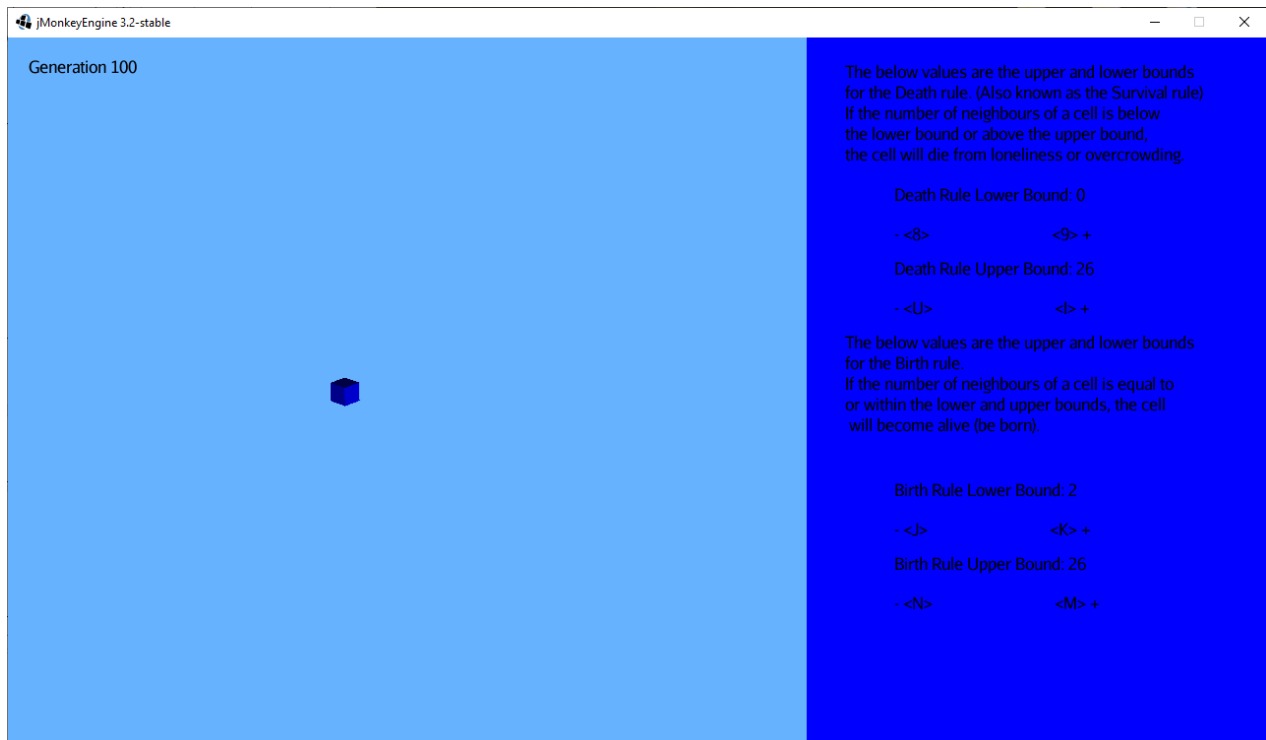 jMonkeyEngine 3.2-stable
Generation 100
The below values are the upper and lower bounds
for the Death rule. (Also known as the Survival rule)
If the number of neighbours of a cell is below
the lower bound or above the upper bound,
the cell will die from loneliness or overcrowding.
Death Rule Lower Bound: 0
- <8> <9> +
Death Rule Upper Bound: 26
- <U> <I> +
The below values are the upper and lower bounds
for the Birth rule.
If the number of neighbours of a cell is equal to
or within the lower and upper bounds, the cell
will become alive (be born).
Birth Rule Lower Bound: 2
- <J> <K> +
Birth Rule Upper Bound: 26
- <N> <M> +